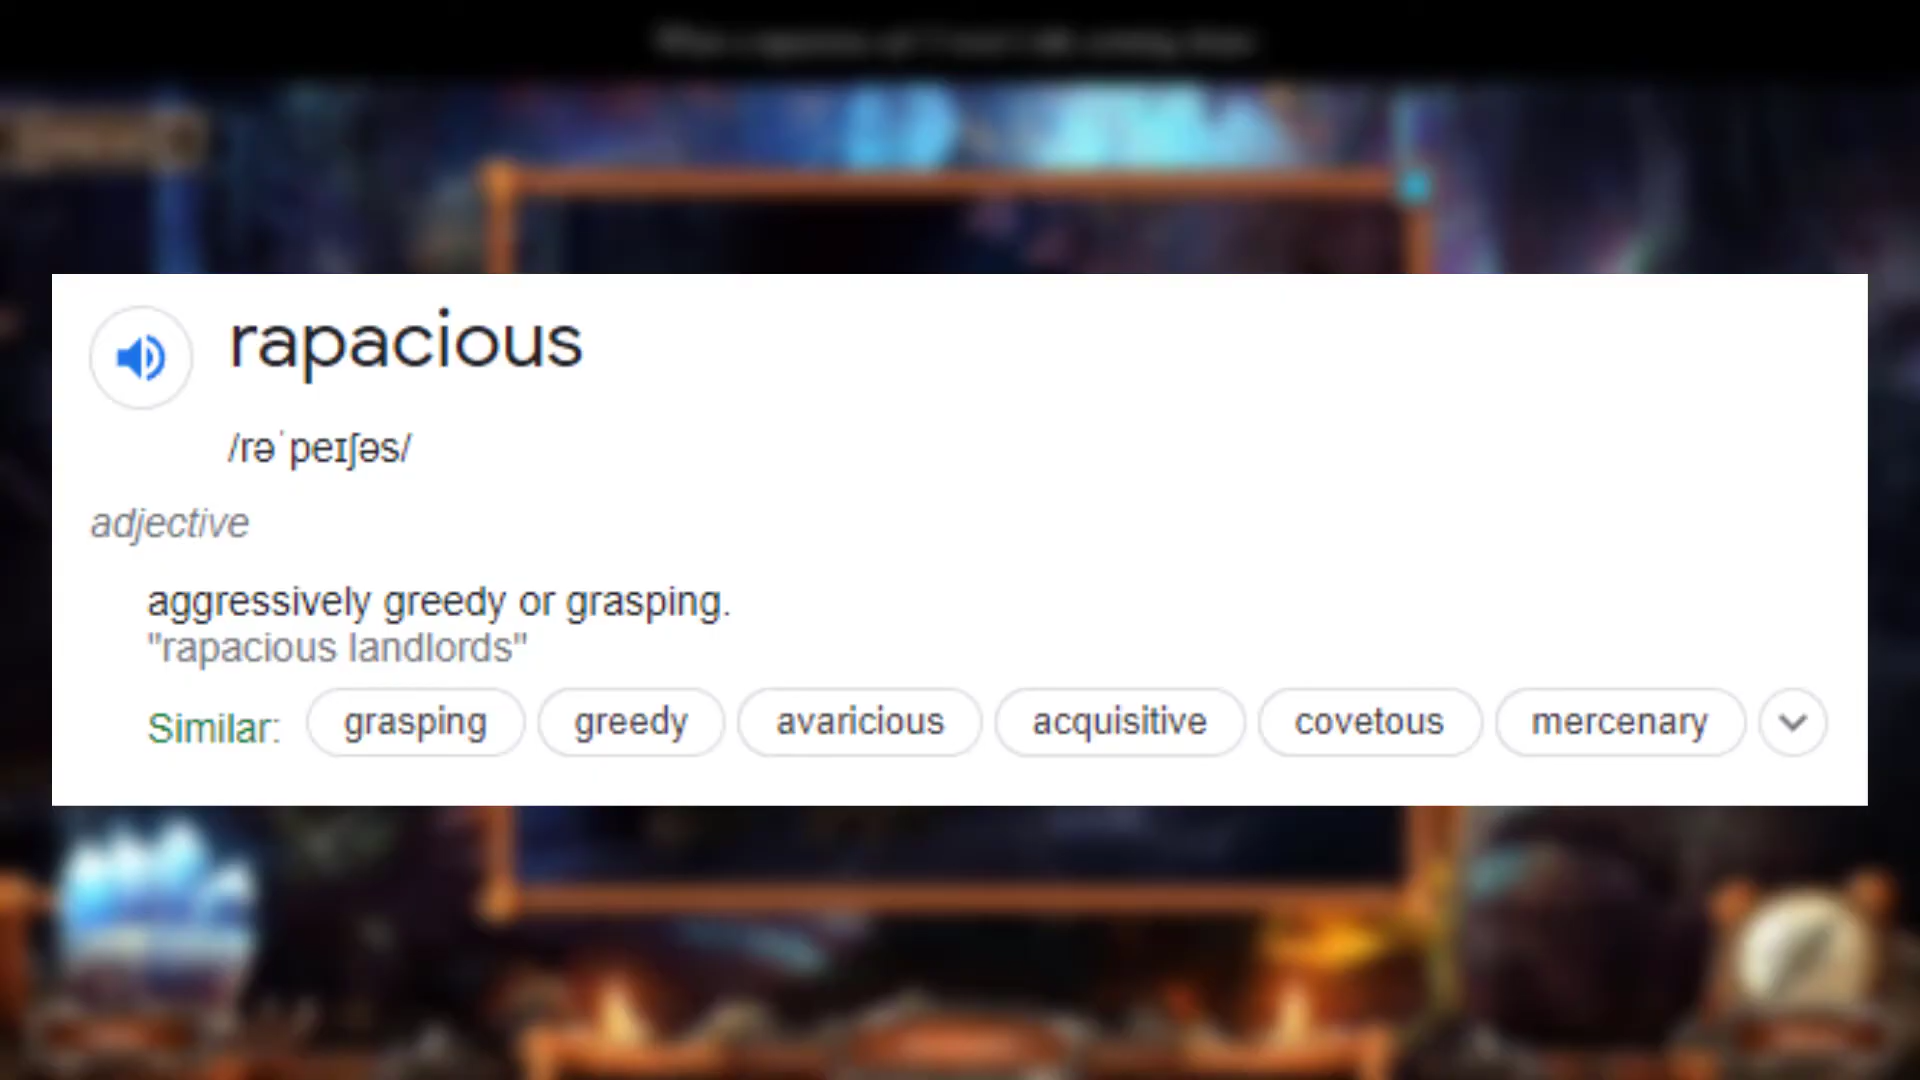 rapacious
/rəˈpeɪʃəs/
adjective
aggressively greedy or grasping.
"rapacious landlords"
Similar: grasping greedy avaricious acquisitive covetous mercenary